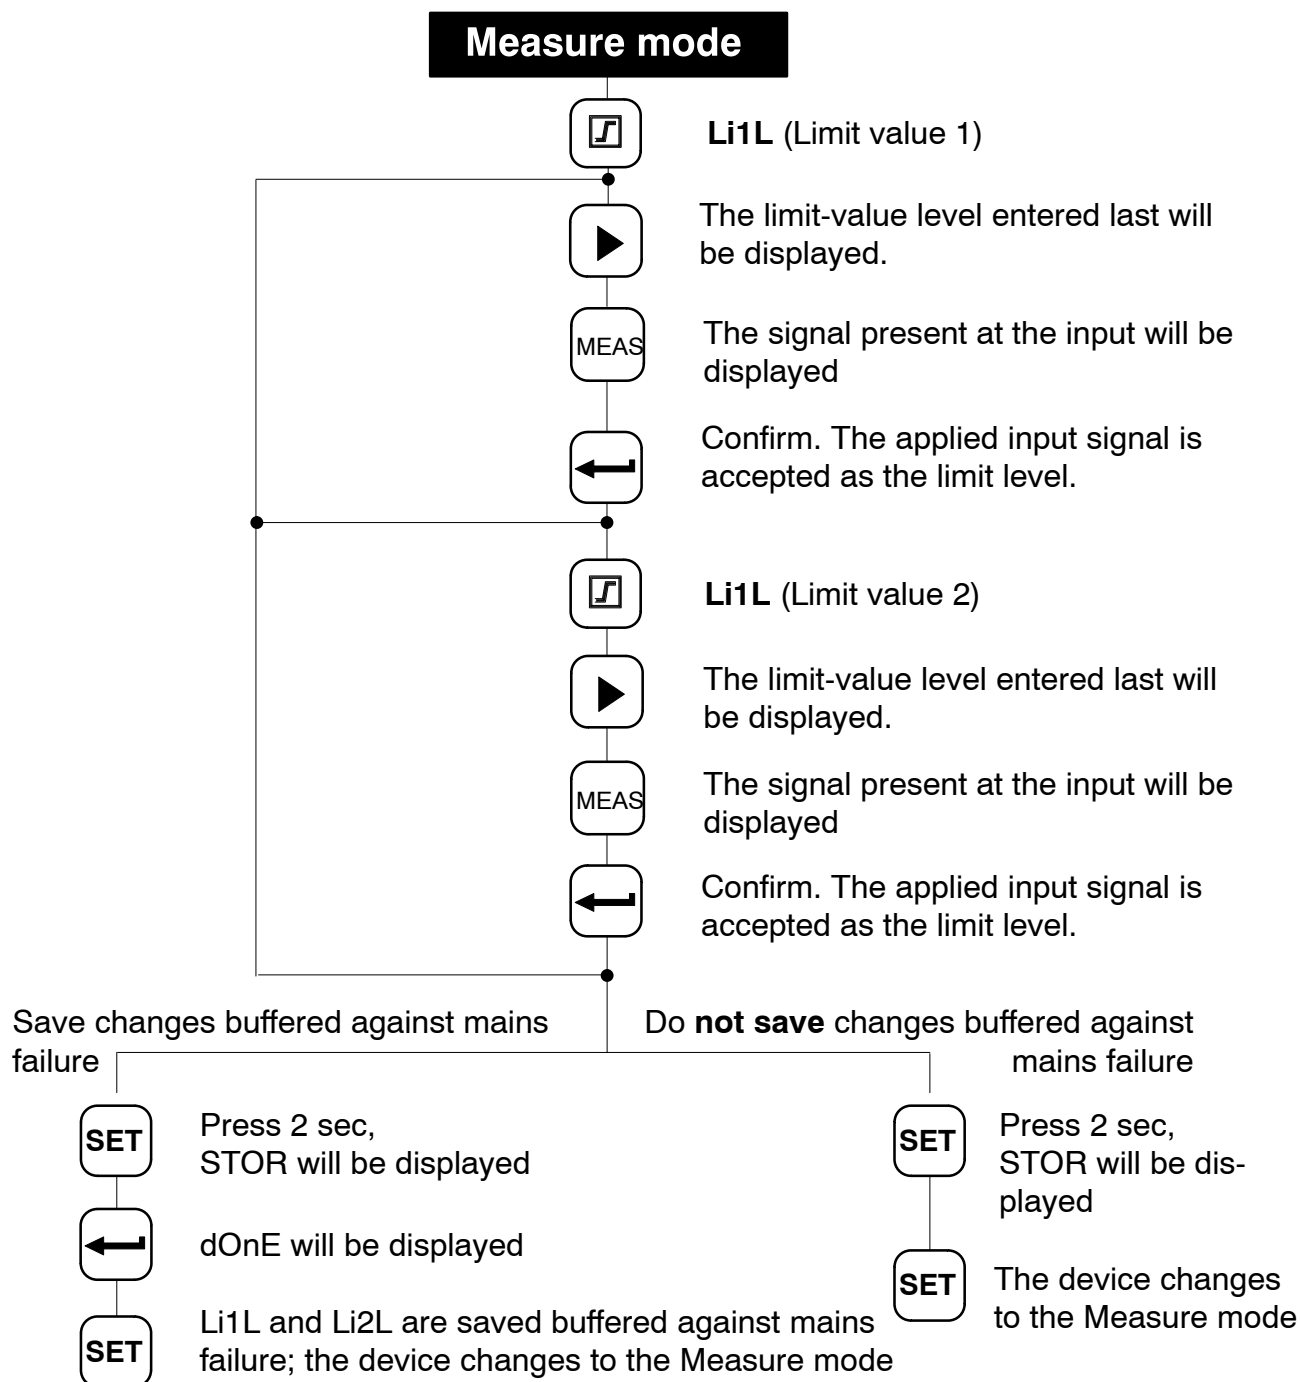 Measure mode
Li1L (Limit value 1)
The limit-value level entered last will
be displayed.
MEAS
The signal present at the input will be
displayed
Confirm. The applied input signal is
accepted as the limit level.
Li1L (Limit value 2)
The limit-value level entered last will
be displayed.
MEAS
The signal present at the input will be
displayed
Confirm. The applied input signal is
accepted as the limit level.
Save changes buffered against mains
failure
Do not save changes buffered against
mains failure
SET
Press 2 sec,
STOR will be displayed
dOnE will be displayed
SET
Li1L and Li2L are saved buffered against mains
failure; the device changes to the Measure mode
SET
Press 2 sec,
STOR will be dis-
played
SET
The device changes
to the Measure mode